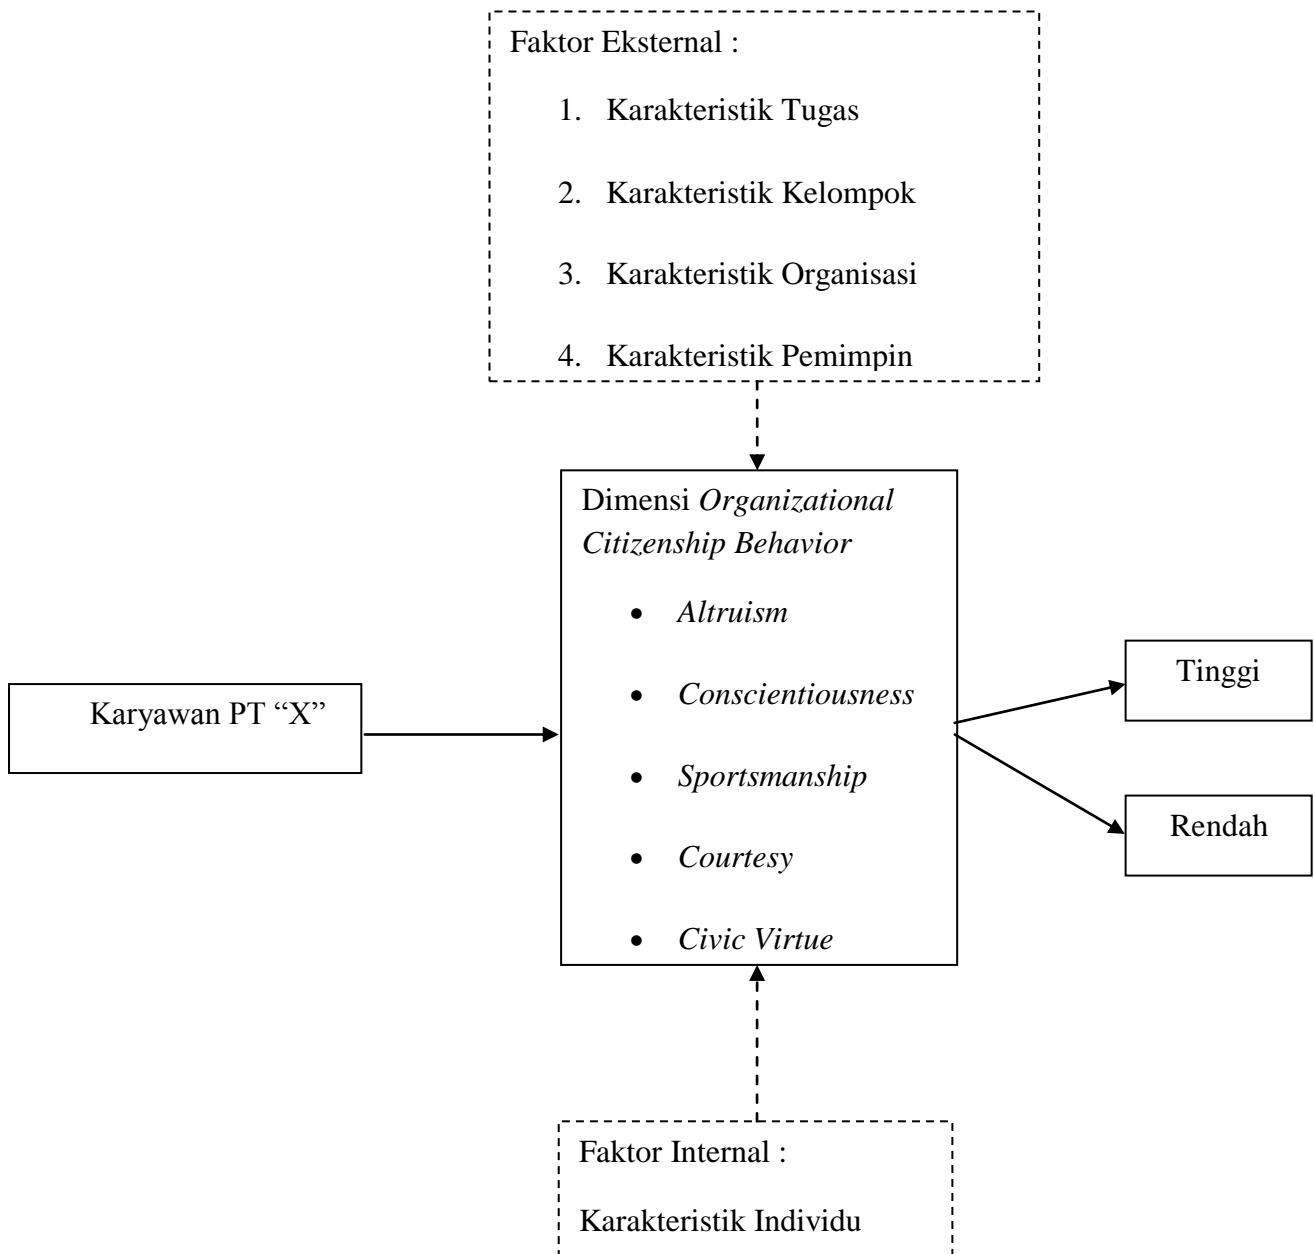 Faktor Eksternal :
1. Karakteristik Tugas
2. Karakteristik Kelompok
3. Karakteristik Organisasi
4. Karakteristik Pemimpin
Dimensi Organizational
Citizenship Behavior
• Altruism
• Conscientiousness
• Sportsmanship
• Courtesy
• Civic Virtue
Karyawan PT “X”
Tinggi
Rendah
Faktor Internal :
Karakteristik Individu